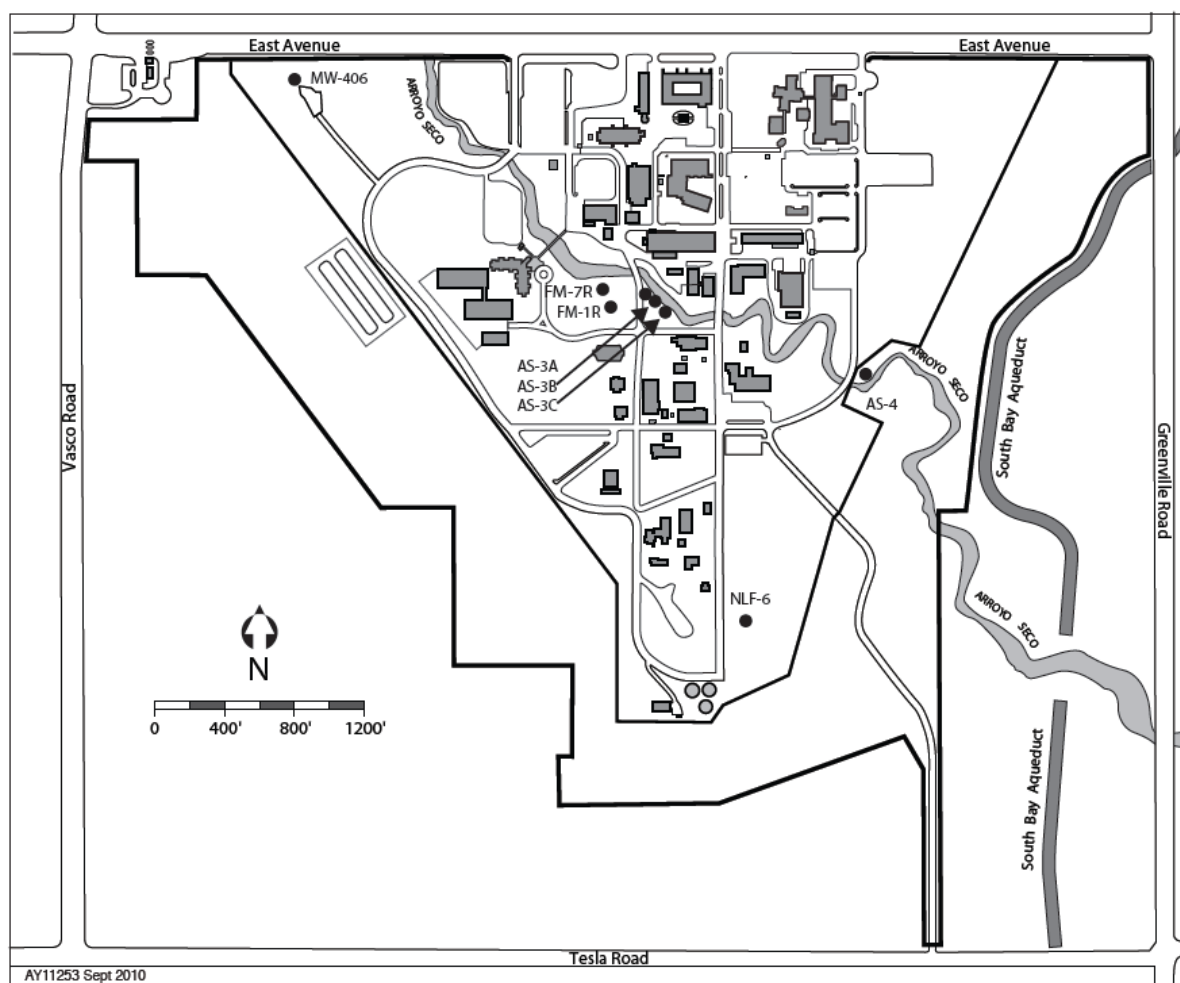 East Avenue
East Avenue
MW-406
ARROYO SECO
FM-7R
FM-1R
AS-3A
AS-3B
AS-3C
ARROYO SECO
AS-4
South Bay Aqueduct
Vasco Road
Greenville Road
NLF-6
ARROYO SECO
N
0 400' 800' 1200'
South Bay Aqueduct
Tesla Road
AY11253 Sept 2010